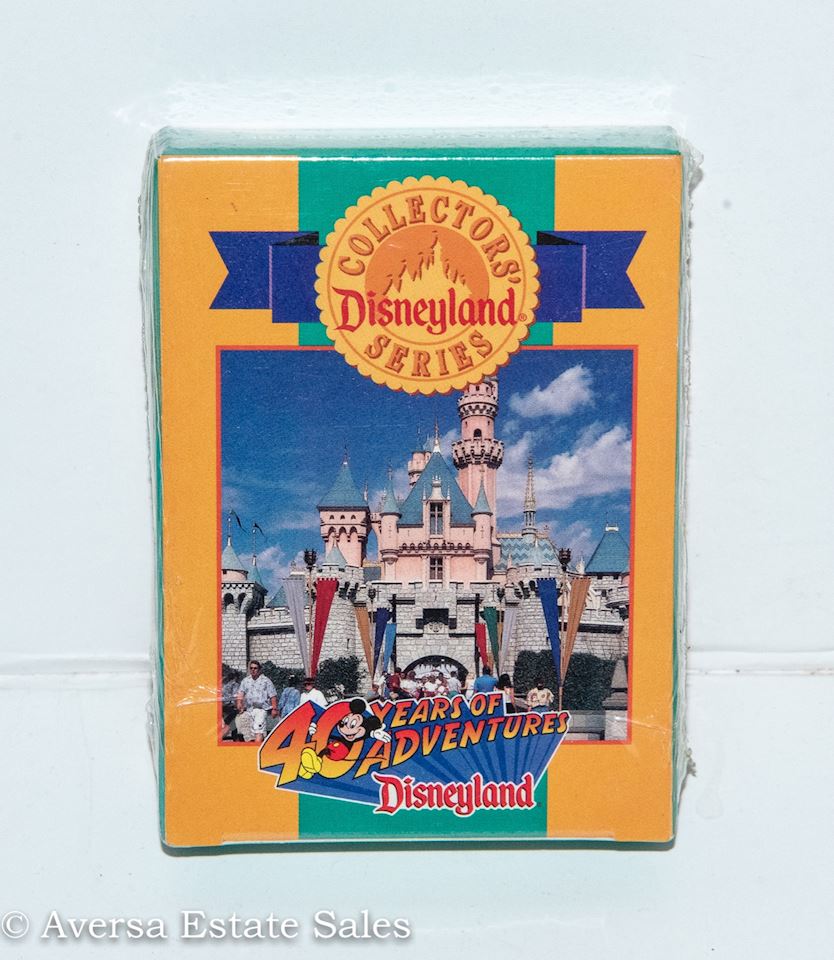 COLLECTORS'
Disneyland®
SERIES
40 YEARS OF
ADVENTURES
Disneyland
© Aversa Estate Sales